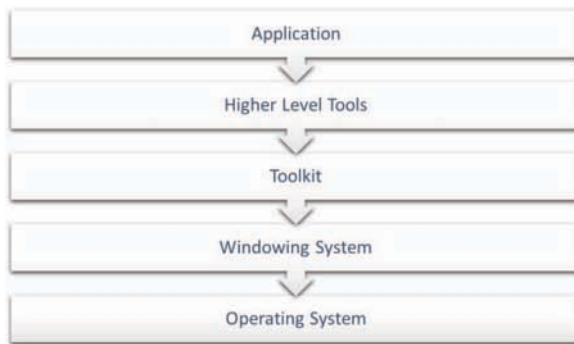 Application
Higher Level Tools
Toolkit
Windowing System
Operating System